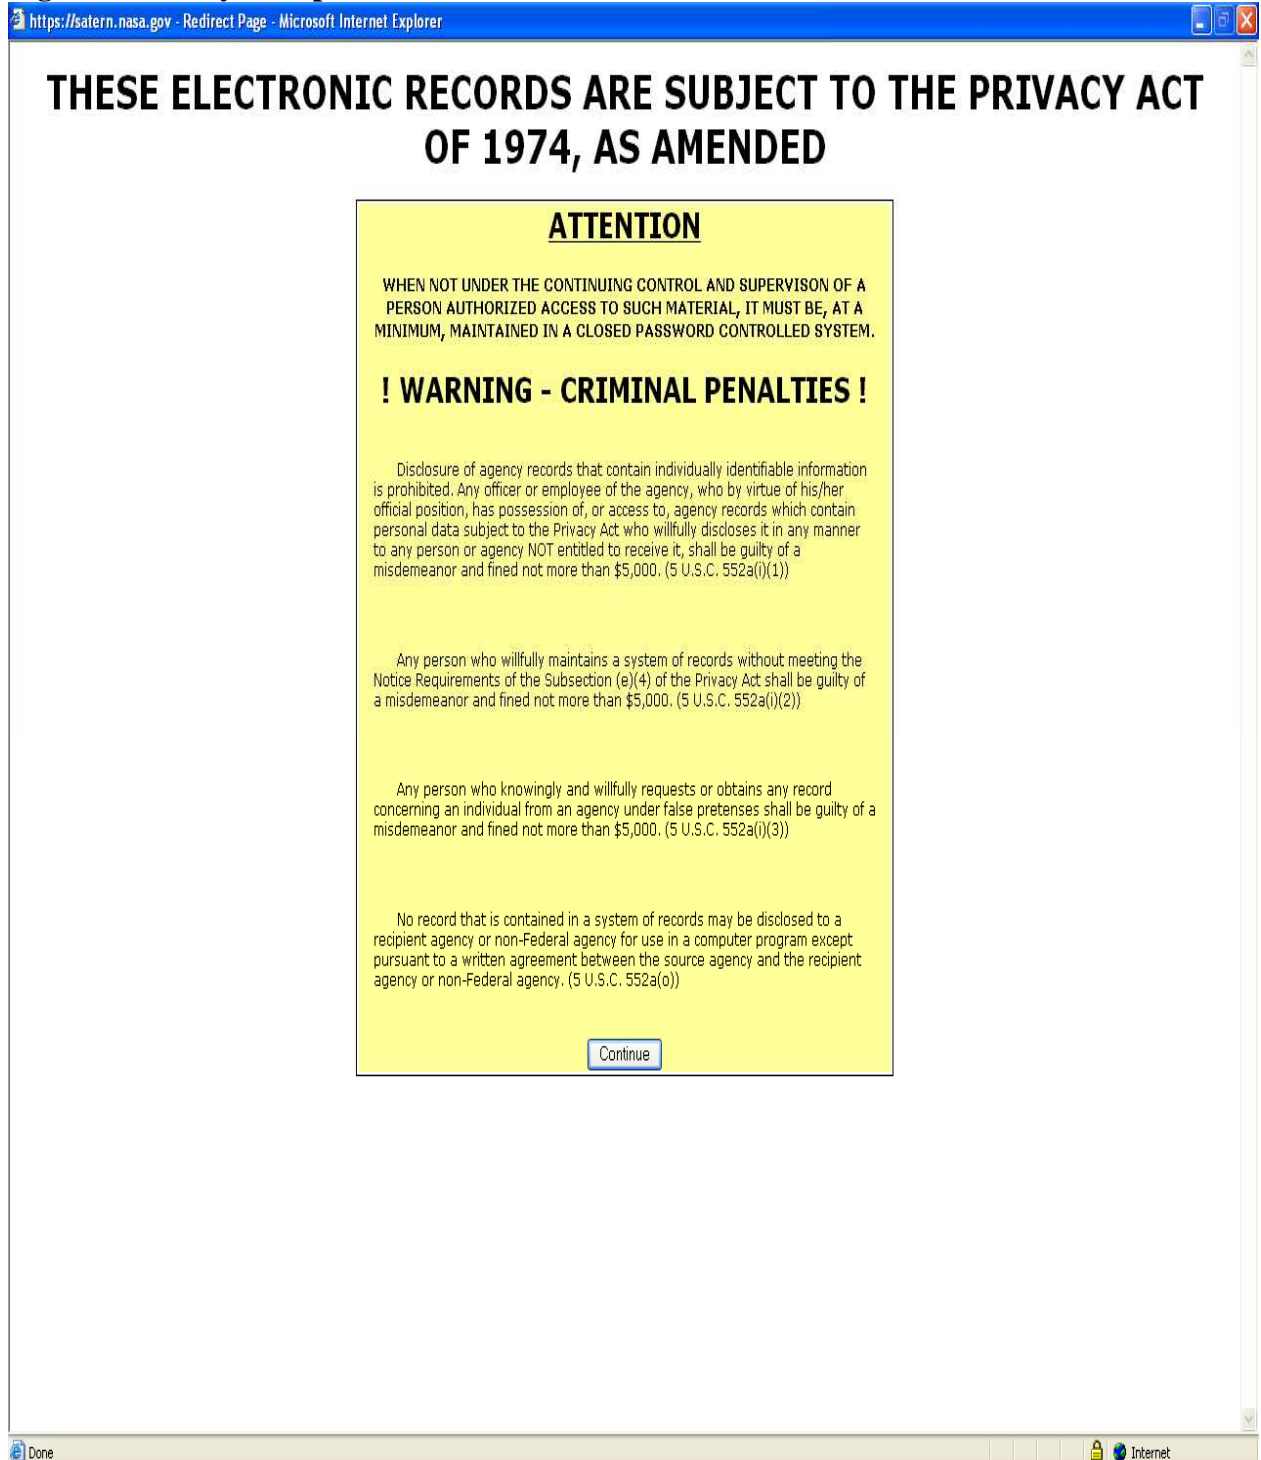 https://satern.nasa.gov - Redirect Page - Microsoft Internet Explorer
THESE ELECTRONIC RECORDS ARE SUBJECT TO THE PRIVACY ACT
OF 1974, AS AMENDED
ATTENTION
WHEN NOT UNDER THE CONTINUING CONTROL AND SUPERVISON OF A
PERSON AUTHORIZED ACCESS TO SUCH MATERIAL, IT MUST BE, AT A
MINIMUM, MAINTAINED IN A CLOSED PASSWORD CONTROLLED SYSTEM.
! WARNING - CRIMINAL PENALTIES !
Disclosure of agency records that contain individually identifiable information
is prohibited. Any officer or employee of the agency, who by virtue of his/her
official position, has possession of, or access to, agency records which contain
personal data subject to the Privacy Act who willfully discloses it in any manner
to any person or agency NOT entitled to receive it, shall be guilty of a
misdemeanor and fined not more than $5,000. (5 U.S.C. 552a(i)(1))
Any person who willfully maintains a system of records without meeting the
Notice Requirements of the Subsection (e)(4) of the Privacy Act shall be guilty of
a misdemeanor and fined not more than $5,000. (5 U.S.C. 552a(i)(2))
Any person who knowingly and willfully requests or obtains any record
concerning an individual from an agency under false pretenses shall be guilty of a
misdemeanor and fined not more than $5,000. (5 U.S.C. 552a(i)(3))
No record that is contained in a system of records may be disclosed to a
recipient agency or non-Federal agency for use in a computer program except
pursuant to a written agreement between the source agency and the recipient
agency or non-Federal agency. (5 U.S.C. 552a(o))
Continue
Done
Internet